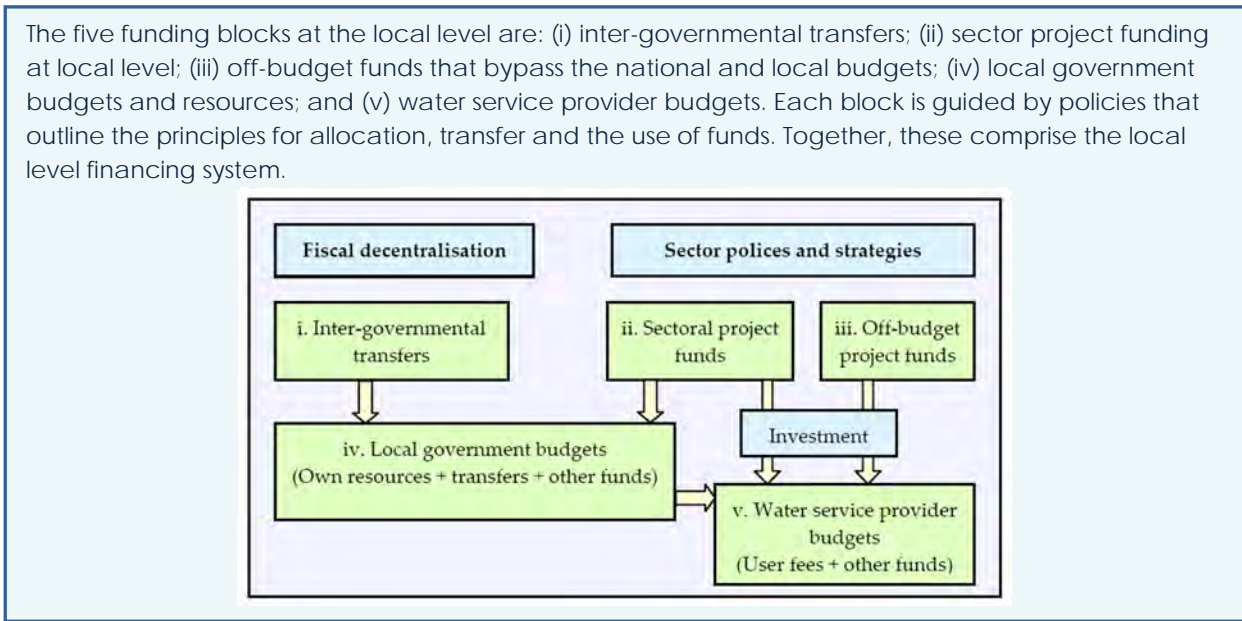 The five funding blocks at the local level are: (i) inter-governmental transfers; (ii) sector project funding
at local level; (iii) off-budget funds that bypass the national and local budgets; (iv) local government
budgets and resources; and (v) water service provider budgets. Each block is guided by policies that
outline the principles for allocation, transfer and the use of funds. Together, these comprise the local
level financing system.
Fiscal decentralisation
Sector polices and strategies
i. Inter-governmental
transfers
ii. Sectoral project
funds
iii. Off-budget
project funds
Investment
iv. Local government budgets
(Own resources + transfers + other funds)
v. Water service provider
budgets
(User fees + other funds)